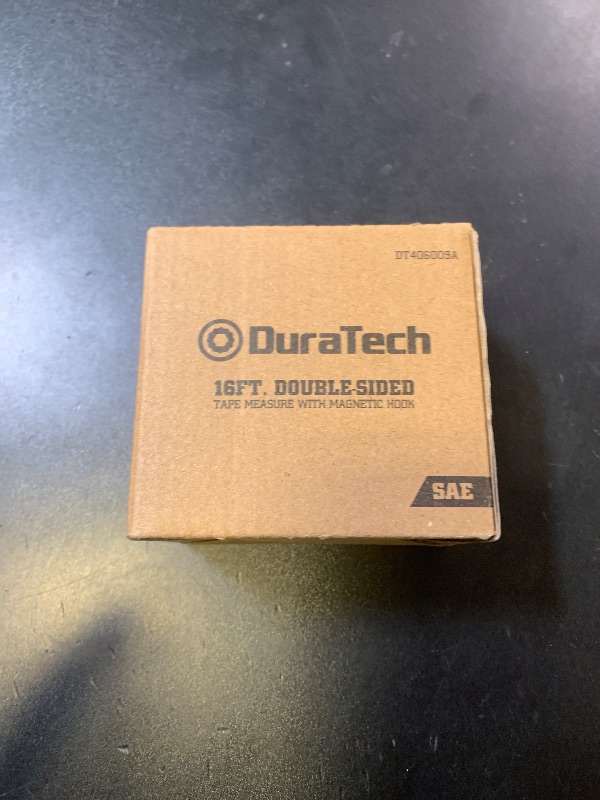 DT406009A
DuraTech
16FT. DOUBLE-SIDED
TAPE MEASURE WITH MAGNETIC HOOK
SAE